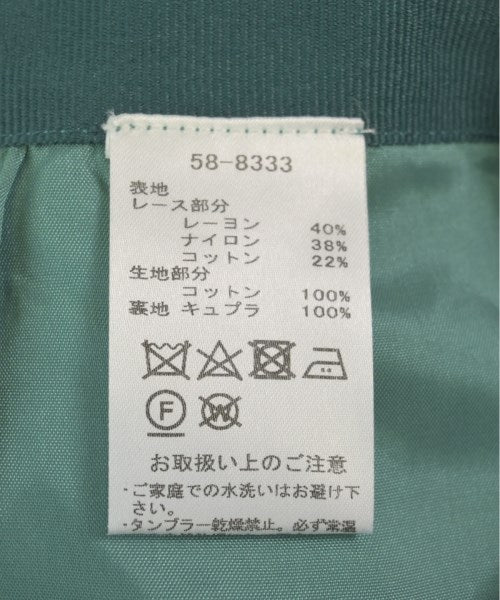 58-8333
表地
レース部分
レーヨン 40%
ナイロン 38%
コットン 22%
生地部分
コットン 100%
裏地 キュプラ 100%
F W
お取扱い上のご注意
・ご家庭での水洗いはお避け下
さい。
・タンブラー乾燥禁止。必ず常温